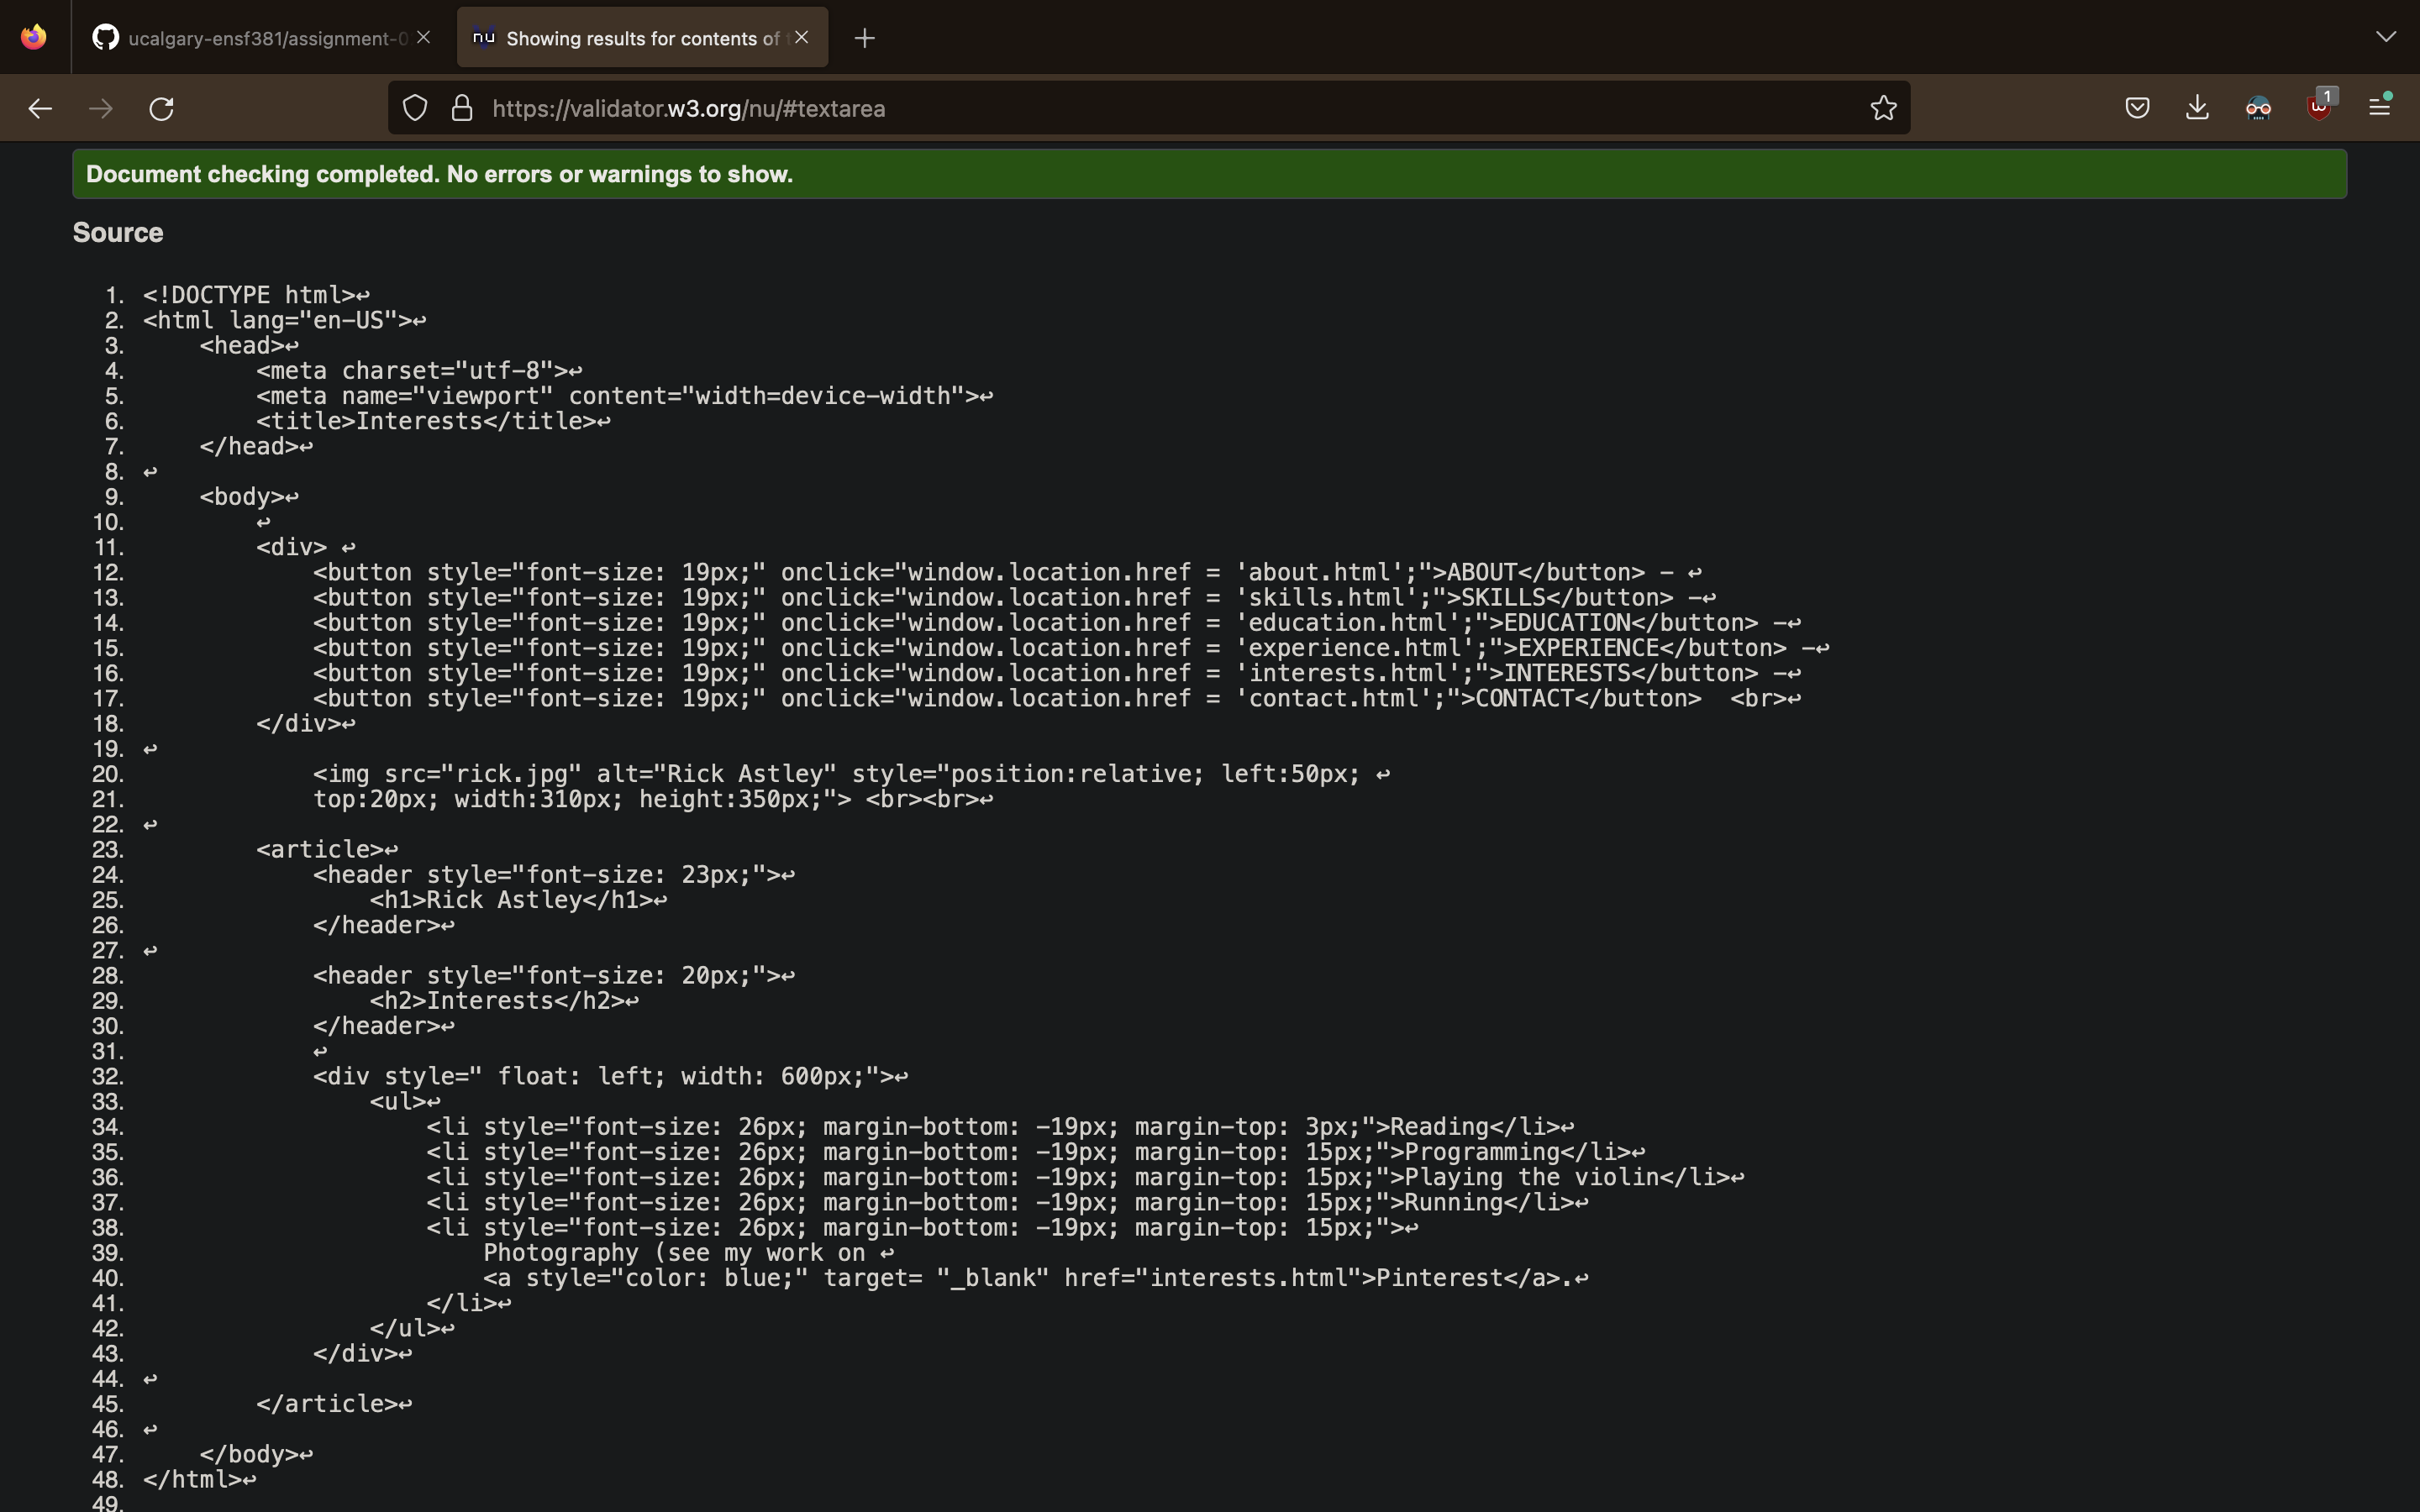 ucalgary-ensf381/assignment-0
nu Showing results for contents of
https://validator.w3.org/nu/#textarea
1
Document checking completed. No errors or warnings to show.
Source
1. <!DOCTYPE html>↩
2. <html lang="en-US">↩
3.     <head>↩
4.         <meta charset="utf-8">↩
5.         <meta name="viewport" content="width=device-width">↩
6.         <title>Interests</title>↩
7.     </head>↩
8. ↩
9.     <body>↩
10.         ↩
11.         <div> ↩
12.             <button style="font-size: 19px;" onclick="window.location.href = 'about.html';">ABOUT</button> – ↩
13.             <button style="font-size: 19px;" onclick="window.location.href = 'skills.html';">SKILLS</button> –↩
14.             <button style="font-size: 19px;" onclick="window.location.href = 'education.html';">EDUCATION</button> –↩
15.             <button style="font-size: 19px;" onclick="window.location.href = 'experience.html';">EXPERIENCE</button> –↩
16.             <button style="font-size: 19px;" onclick="window.location.href = 'interests.html';">INTERESTS</button> –↩
17.             <button style="font-size: 19px;" onclick="window.location.href = 'contact.html';">CONTACT</button>  <br>↩
18.         </div>↩
19. ↩
20.             <img src="rick.jpg" alt="Rick Astley" style="position:relative; left:50px; ↩
21.             top:20px; width:310px; height:350px;"> <br><br>↩
22. ↩
23.         <article>↩
24.             <header style="font-size: 23px;">↩
25.                 <h1>Rick Astley</h1>↩
26.             </header>↩
27. ↩
28.             <header style="font-size: 20px;">↩
29.                 <h2>Interests</h2>↩
30.             </header>↩
31.             ↩
32.             <div style=" float: left; width: 600px;">↩
33.                 <ul>↩
34.                     <li style="font-size: 26px; margin-bottom: -19px; margin-top: 3px;">Reading</li>↩
35.                     <li style="font-size: 26px; margin-bottom: -19px; margin-top: 15px;">Programming</li>↩
36.                     <li style="font-size: 26px; margin-bottom: -19px; margin-top: 15px;">Playing the violin</li>↩
37.                     <li style="font-size: 26px; margin-bottom: -19px; margin-top: 15px;">Running</li>↩
38.                     <li style="font-size: 26px; margin-bottom: -19px; margin-top: 15px;">↩
39.                         Photography (see my work on ↩
40.                         <a style="color: blue;" target= "_blank" href="interests.html">Pinterest</a>.↩
41.                     </li>↩
42.                 </ul>↩
43.             </div>↩
44. ↩
45.         </article>↩
46. ↩
47.     </body>↩
48. </html>↩
49.